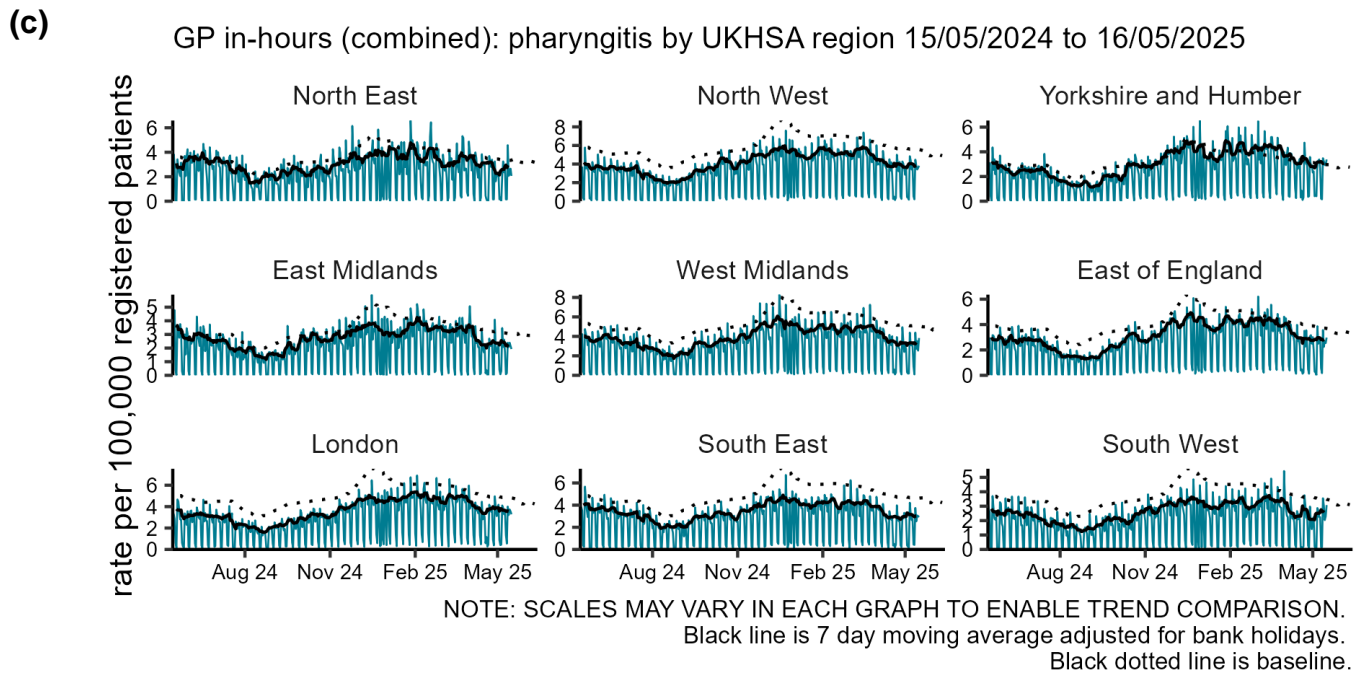 (c)
GP in-hours (combined): pharyngitis by UKHSA region 15/05/2024 to 16/05/2025
rate per 100,000 registered patients
North East
6
4
2
0
North West
8
6
4
2
0
Yorkshire and Humber
6
4
2
0
East Midlands
5
4
3
2
1
0
West Midlands
8
6
4
2
0
East of England
6
4
2
0
London
6
4
2
0
Aug 24 Nov 24 Feb 25 May 25
South East
6
4
2
0
Aug 24 Nov 24 Feb 25 May 25
South West
5
4
3
2
1
0
Aug 24 Nov 24 Feb 25 May 25
NOTE: SCALES MAY VARY IN EACH GRAPH TO ENABLE TREND COMPARISON.
Black line is 7 day moving average adjusted for bank holidays.
Black dotted line is baseline.